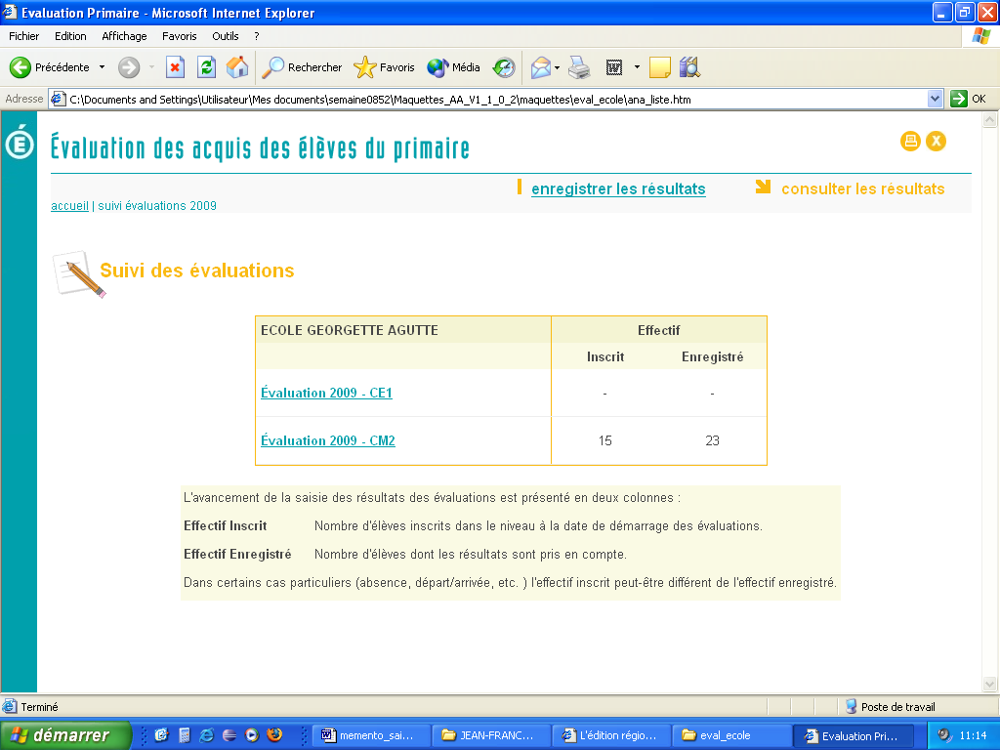 Evaluation Primaire - Microsoft Internet Explorer
Fichier Edition Affichage Favoris Outils ?
Précédente Rechercher Favoris Média
Adresse C:\Documents and Settings\Utilisateur\Mes documents\semaine0852\Maquettes_AA_V1_1_0_2\maquettes\eval_ecole\ana_liste.htm OK
Évaluation des acquis des élèves du primaire
enregistrer les résultats consulter les résultats
accueil | suivi évaluations 2009
Suivi des évaluations
ECOLE GEORGETTE AGUTTE Effectif
Inscrit Enregistré
Évaluation 2009 - CE1 - -
Évaluation 2009 - CM2 15 23
L'avancement de la saisie des résultats des évaluations est présenté en deux colonnes :
Effectif Inscrit Nombre d'élèves inscrits dans le niveau à la date de démarrage des évaluations.
Effectif Enregistré Nombre d'élèves dont les résultats sont pris en compte.
Dans certains cas particuliers (absence, départ/arrivée, etc. ) l'effectif inscrit peut-être différent de l'effectif enregistré.
Terminé Poste de travail
démarrer memento_sai... JEAN-FRANC... L'édition régio... eval_ecole Evaluation Pri... 11:14